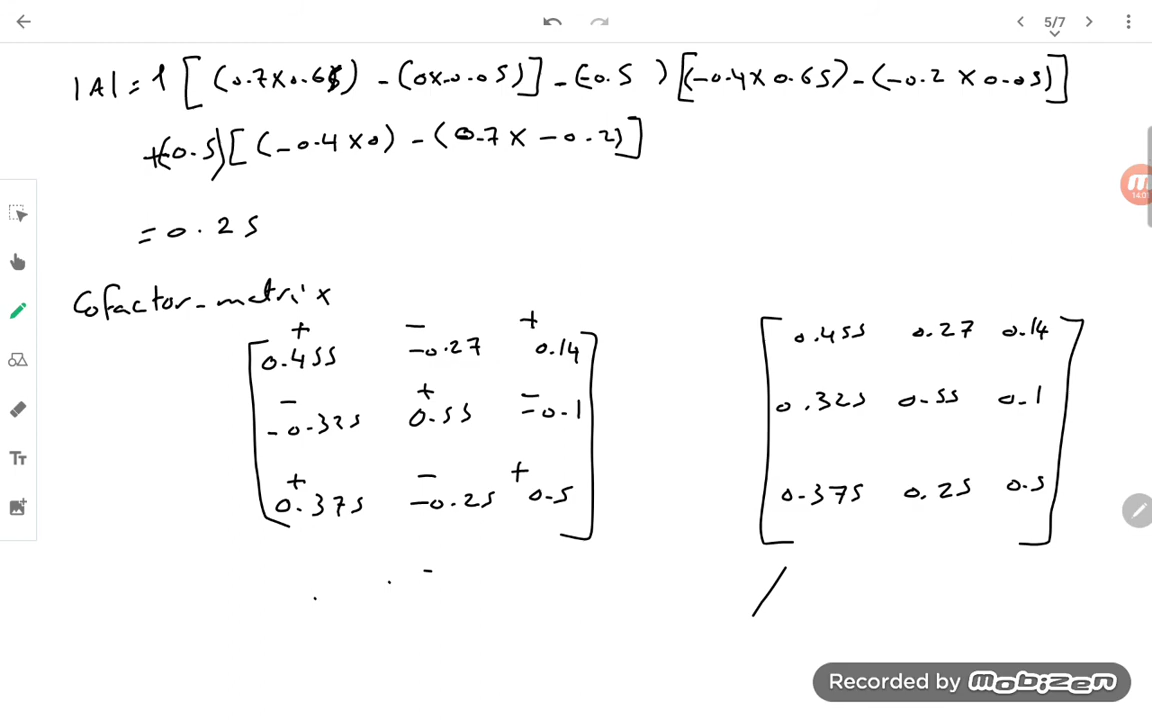 5/7
|A| = 1 [(0.7×0.65) - (0×-0.05)] - (-0.5 ) [(-0.4×0.65) - (-0.2 × 0.05)]
+(-0.5)[(-0.4×0) - (0.7× -0.2)]
= 0.25
Cofactor-matrix
+ - +
0.455 -0.27 0.14 0.455 0.27 0.14
- + -
-0.325 0.55 -0.1 0.325 0.55 0.1
+ - +
0.375 -0.25 0.5 0.375 0.25 0.5
Tт
14:01
Recorded by mobizen